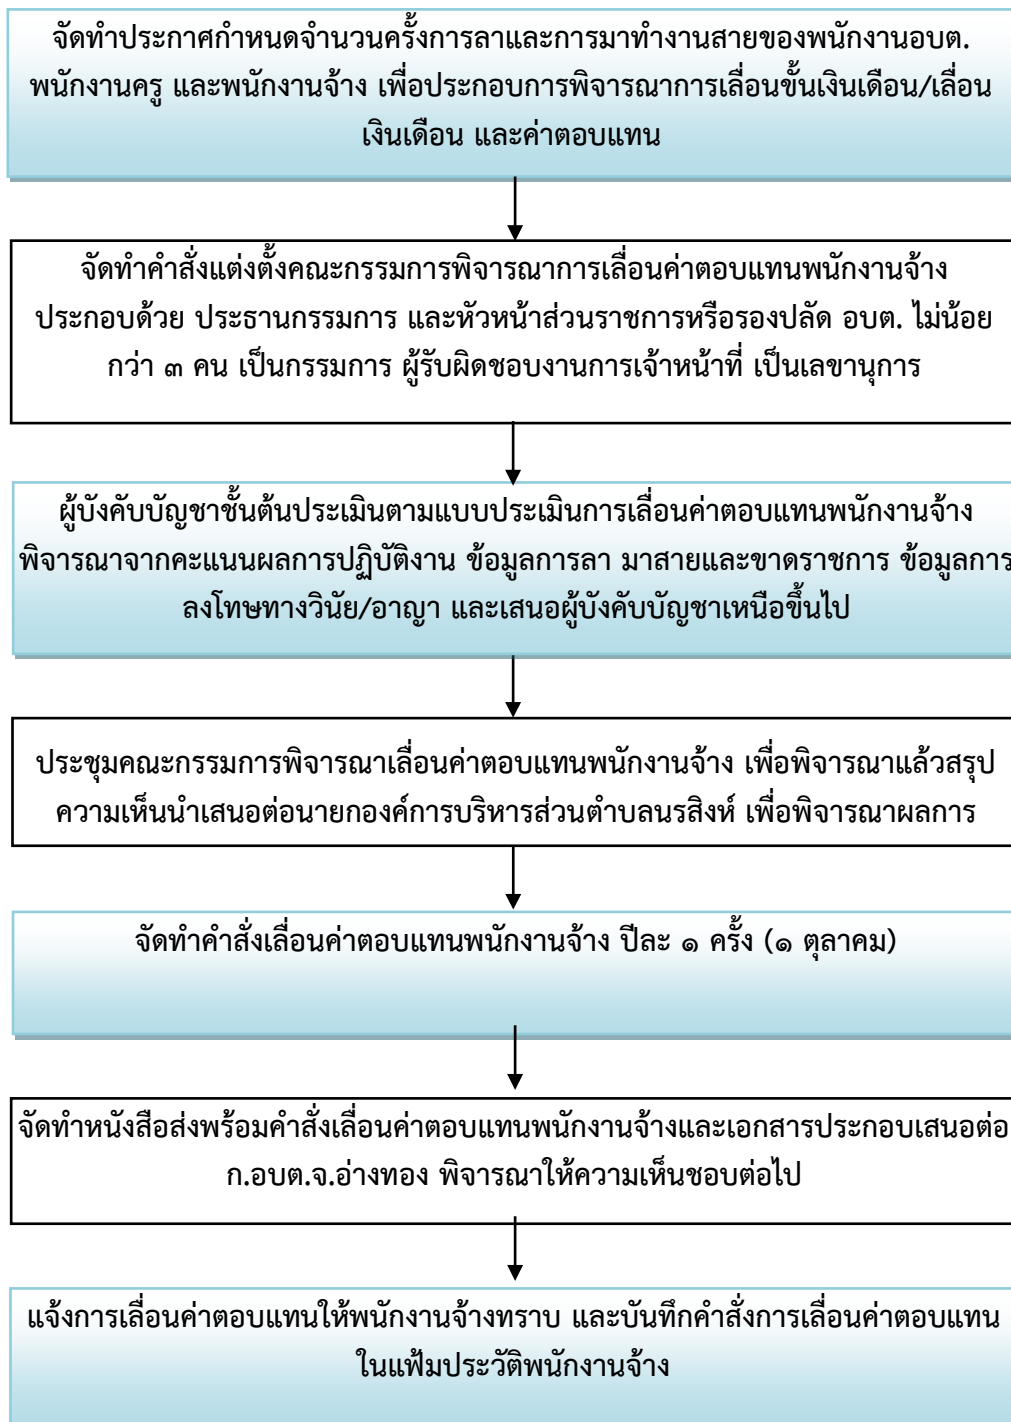 จัดทำประกาศกำหนดจำนวนครั้งการลาและการมาทำงานสายของพนักงานอบต.
พนักงานครู และพนักงานจ้าง เพื่อประกอบการพิจารณาการเลื่อนขั้นเงินเดือน/เลื่อน
เงินเดือน และค่าตอบแทน
จัดทำคำสั่งแต่งตั้งคณะกรรมการพิจารณาการเลื่อนค่าตอบแทนพนักงานจ้าง
ประกอบด้วย ประธานกรรมการ และหัวหน้าส่วนราชการหรือรองปลัด อบต. ไม่น้อย
กว่า ๓ คน เป็นกรรมการ ผู้รับผิดชอบงานการเจ้าหน้าที่ เป็นเลขานุการ
ผู้บังคับบัญชาชั้นต้นประเมินตามแบบประเมินการเลื่อนค่าตอบแทนพนักงานจ้าง
พิจารณาจากคะแนนผลการปฏิบัติงาน ข้อมูลการลา มาสายและขาดราชการ ข้อมูลการ
ลงโทษทางวินัย/อาญา และเสนอผู้บังคับบัญชาเหนือขึ้นไป
ประชุมคณะกรรมการพิจารณาเลื่อนค่าตอบแทนพนักงานจ้าง เพื่อพิจารณาแล้วสรุป
ความเห็นนำเสนอต่อนายกองค์การบริหารส่วนตำบลนรสิงห์ เพื่อพิจารณาผลการ
จัดทำคำสั่งเลื่อนค่าตอบแทนพนักงานจ้าง ปีละ ๑ ครั้ง (๑ ตุลาคม)
จัดทำหนังสือส่งพร้อมคำสั่งเลื่อนค่าตอบแทนพนักงานจ้างและเอกสารประกอบเสนอต่อ
ก.อบต.จ.อ่างทอง พิจารณาให้ความเห็นชอบต่อไป
แจ้งการเลื่อนค่าตอบแทนให้พนักงานจ้างทราบ และบันทึกคำสั่งการเลื่อนค่าตอบแทน
ในแฟ้มประวัติพนักงานจ้าง